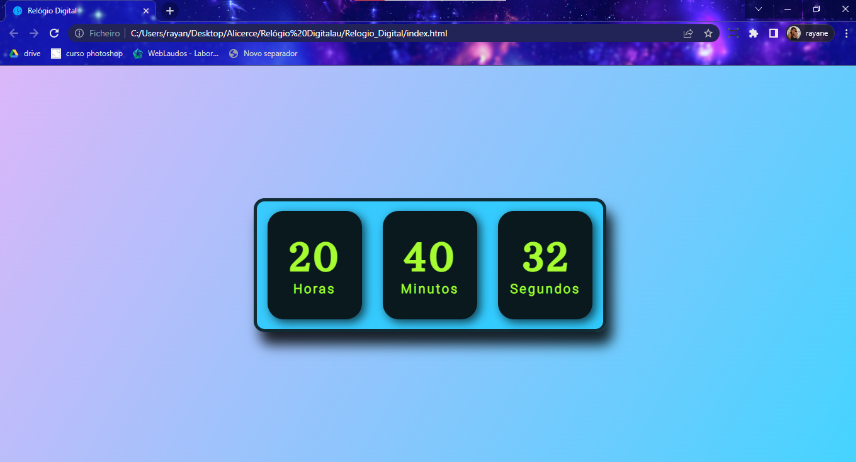 Relógio Digital
Ficheiro C:/Users/rayan/Desktop/Alicerce/Relógio%20Digitalau/Relogio_Digital/index.html
rayane
drive curso photoshop WebLaudos - Labor... Novo separador
20 40 32
Horas Minutos Segundos